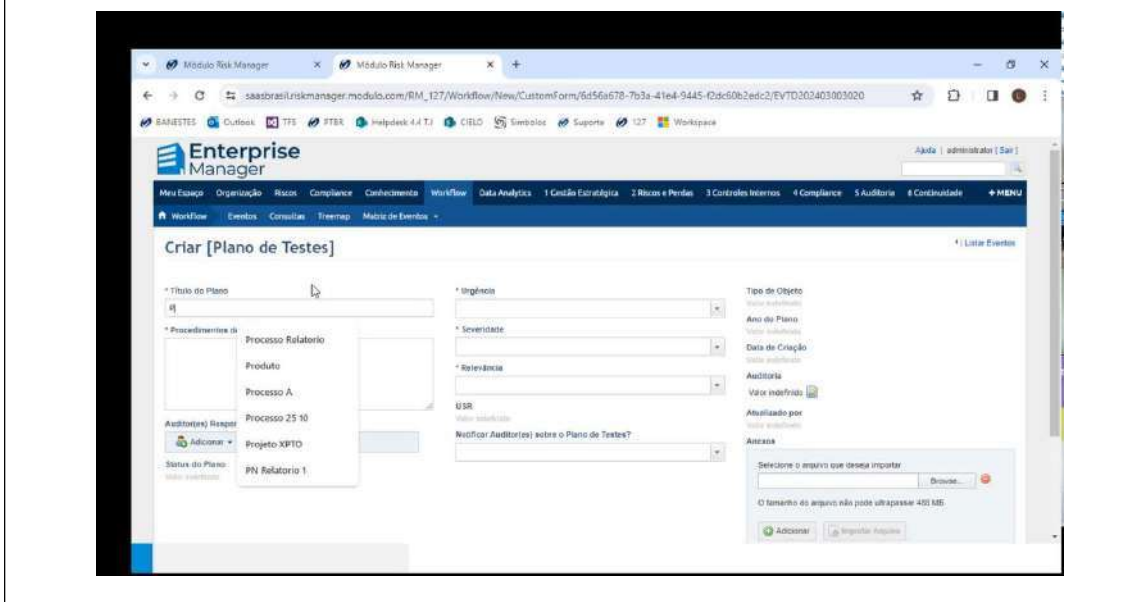 Módulo Risk Manager
Módulo Risk Manager
saasbrasil.riskmanager.modulo.com/RM_127/Workflow/New/CustomForm/6d56a678-7b3a-41e4-9445-f2dc60b2edc2/EVTD202403003020
BANESTES Outlook TFS PTBR Helpdesk 4.4 TJ CIELO Simbolos Suporte 127 Workspace
Enterprise
Manager
Ajuda | administrator [ Sair ]
Meu Espaço Organização Riscos Compliance Conhecimento Workflow Data Analytics 1 Gestão Estratégica 2 Riscos e Perdas 3 Controles Internos 4 Compliance 5 Auditoria 6 Continuidade + MENU
Workflow Eventos Consultas Treemap Matriz de Eventos
Criar [Plano de Testes]
| Listar Eventos
* Título do Plano
* Procedimentos
Processo Relatorio
Produto
Processo A
Processo 25 10
Projeto XPTO
PN Relatorio 1
Auditor(es)
Adicionar
Status do Plano
Valor indefinido
* Urgência
* Severidade
* Relevância
USR
Valor indefinido
Notificar Auditor(es) sobre o Plano de Testes?
Tipo de Objeto
Valor indefinido
Ano do Plano
Valor indefinido
Data de Criação
Valor indefinido
Auditoria
Valor indefinido
Atualizado por
Valor indefinido
Anexos
Selecione o arquivo que deseja importar
Browse...
O tamanho do arquivo não pode ultrapassar
Adicionar Importar Arquivo